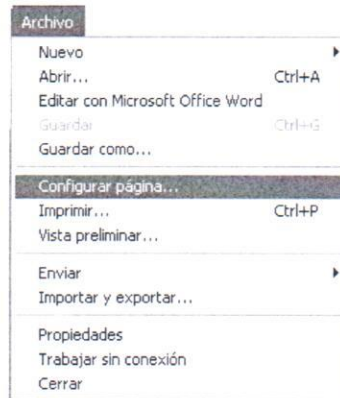 Archivo
Nuevo
Abrir... Ctrl+A
Editar con Microsoft Office Word
Guardar Ctrl+G
Guardar como...
Configurar página...
Imprimir... Ctrl+P
Vista preliminar...
Enviar
Importar y exportar...
Propiedades
Trabajar sin conexión
Cerrar